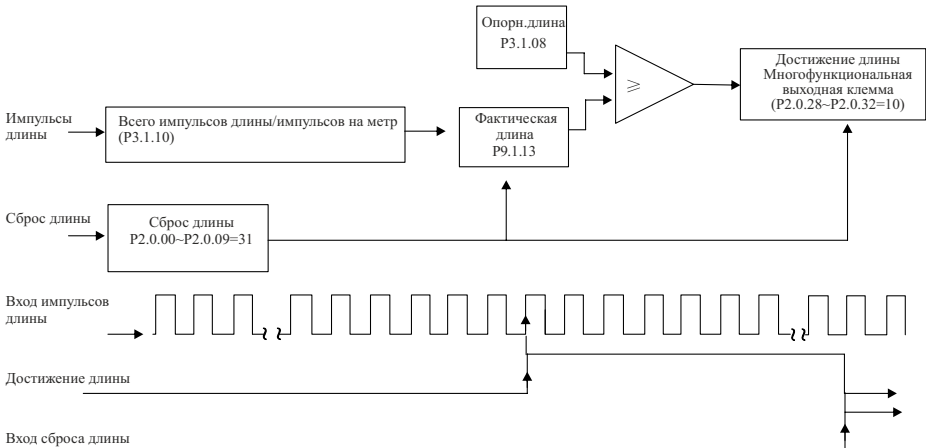 Опорн.длина
P3.1.08
Достижение длины
Многофункциональная
выходная клемма
(P2.0.28~P2.0.32=10)
≥
Импульсы
длины
Всего импульсов длины/импульсов на метр
(P3.1.10)
Фактическая
длина
P9.1.13
Сброс длины
Сброс длины
P2.0.00~P2.0.09=31
Вход импульсов
длины
Достижение длины
Вход сброса длины